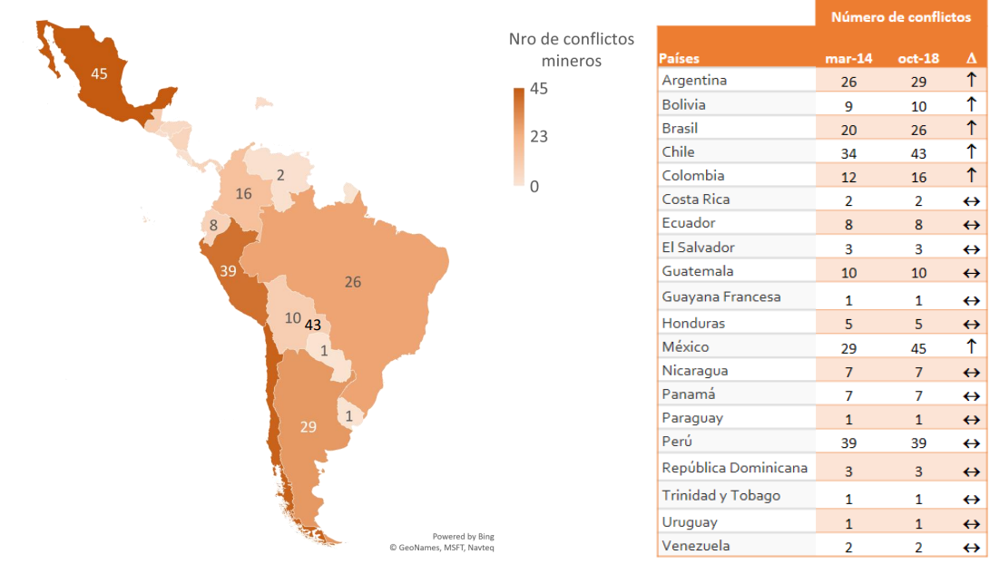 45
2
16
8
39
26
10
43
1
1
29
Powered by Bing
© GeoNames, MSFT, Navteq
Nro de conflictos
mineros
45
23
0
Número de conflictos
Países mar-14 oct-18 Δ
Argentina 26 29 ↑
Bolivia 9 10 ↑
Brasil 20 26 ↑
Chile 34 43 ↑
Colombia 12 16 ↑
Costa Rica 2 2 ↔
Ecuador 8 8 ↔
El Salvador 3 3 ↔
Guatemala 10 10 ↔
Guayana Francesa 1 1 ↔
Honduras 5 5 ↔
México 29 45 ↑
Nicaragua 7 7 ↔
Panamá 7 7 ↔
Paraguay 1 1 ↔
Perú 39 39 ↔
República Dominicana 3 3 ↔
Trinidad y Tobago 1 1 ↔
Uruguay 1 1 ↔
Venezuela 2 2 ↔